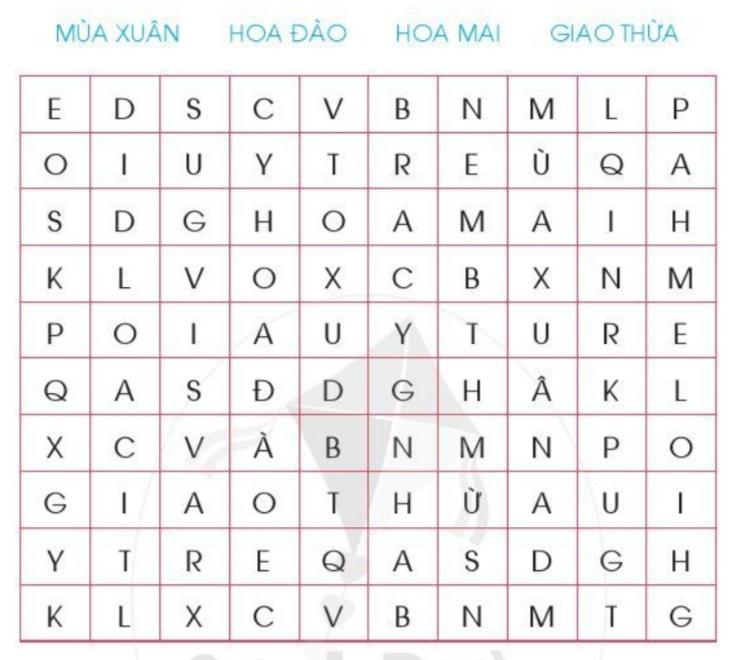 MÙA XUÂN HOA ĐÀO HOA MAI GIAO THỪA
E D S C V B N M L P
O I U Y T R E Ù Q A
S D G H O A M A I H
K L V O X C B X N M
P O I A U Y T U R E
Q A S Đ D G H Â K L
X C V À B N M N P O
G I A O T H Ừ A U I
Y T R E Q A S D G H
K L X C V B N M T G